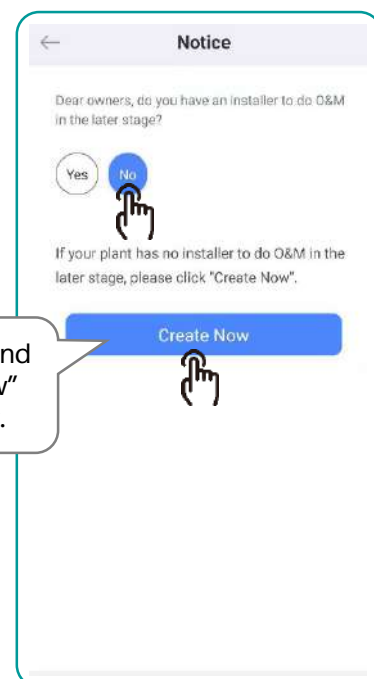 Notice
Dear owners, do you have an installer to do O&M
in the later stage?
Yes No
If your plant has no installer to do O&M in the
later stage, please click "Create Now".
Create Now
nd
w"
.